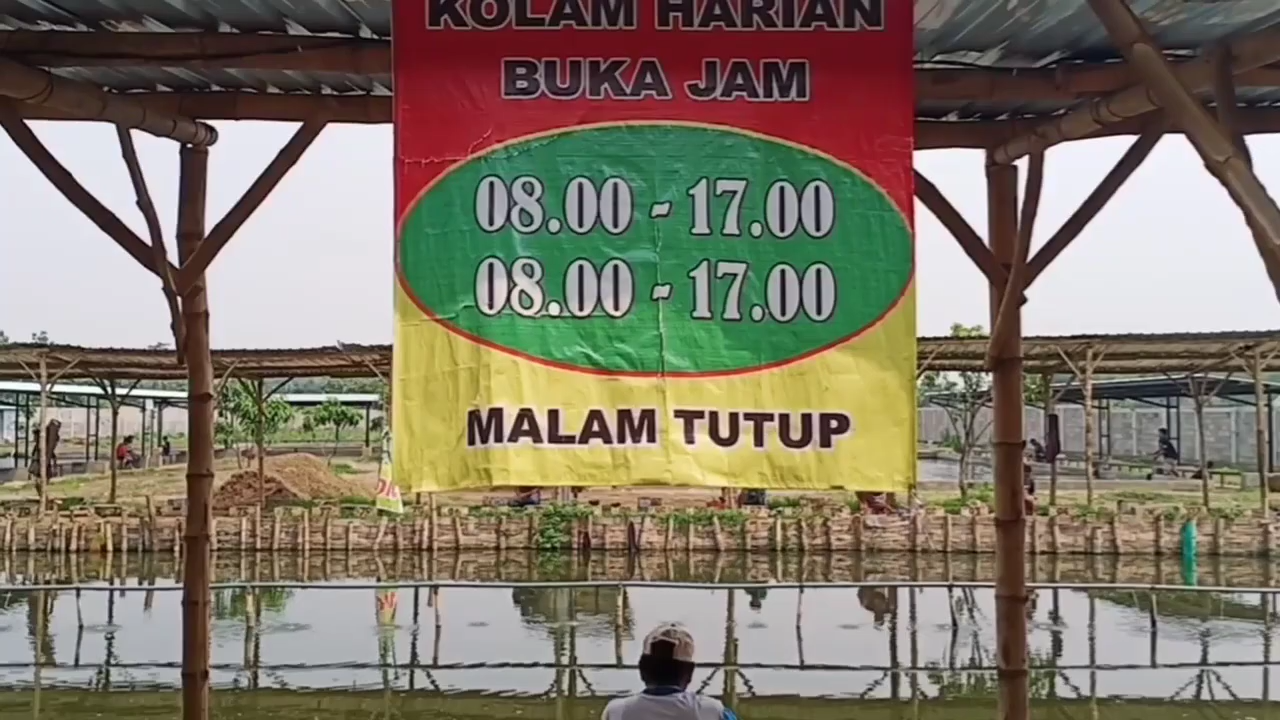 KOLAM HARIAN
BUKA JAM
08.00 - 17.00
08.00 - 17.00
MALAM TUTUP